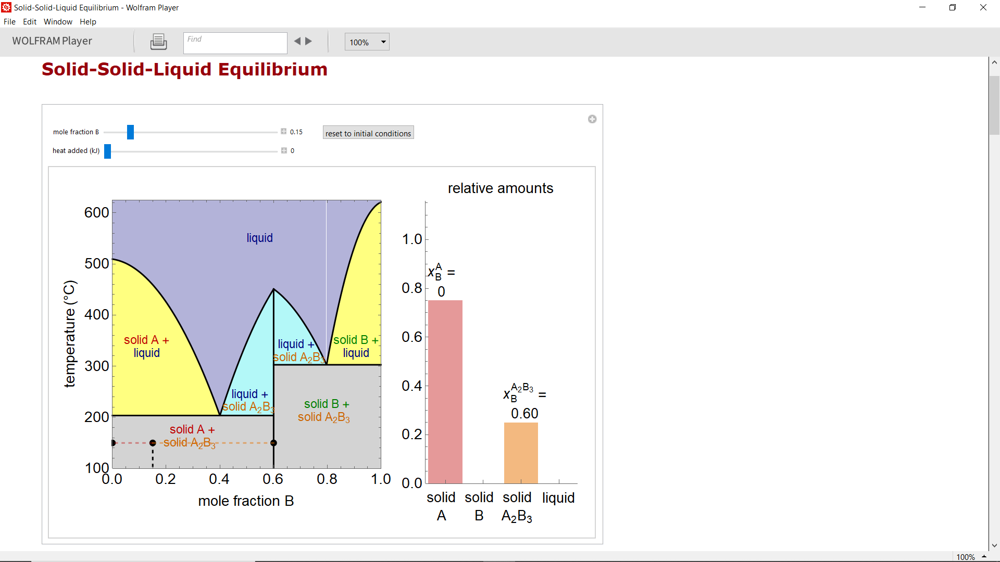 Solid-Solid-Liquid Equilibrium - Wolfram Player
File Edit Window Help
WOLFRAM Player
Find
100%
Solid-Solid-Liquid Equilibrium
mole fraction B
0.15
reset to initial conditions
heat added (kJ)
0
relative amounts
temperature (°C)
600
500
400
300
200
100
liquid
solid A +
liquid
liquid +
solid A₂B₃
liquid +
solid A₂B₃
solid B +
liquid
solid B +
solid A₂B₃
solid A +
solid A₂B₃
0.0 0.2 0.4 0.6 0.8 1.0
mole fraction B
1.0
0.8
0.6
0.4
0.2
0.0
x_B^A =
0
x_B^A₂B₃ =
0.60
solid A
solid B
solid A₂B₃
liquid
100%